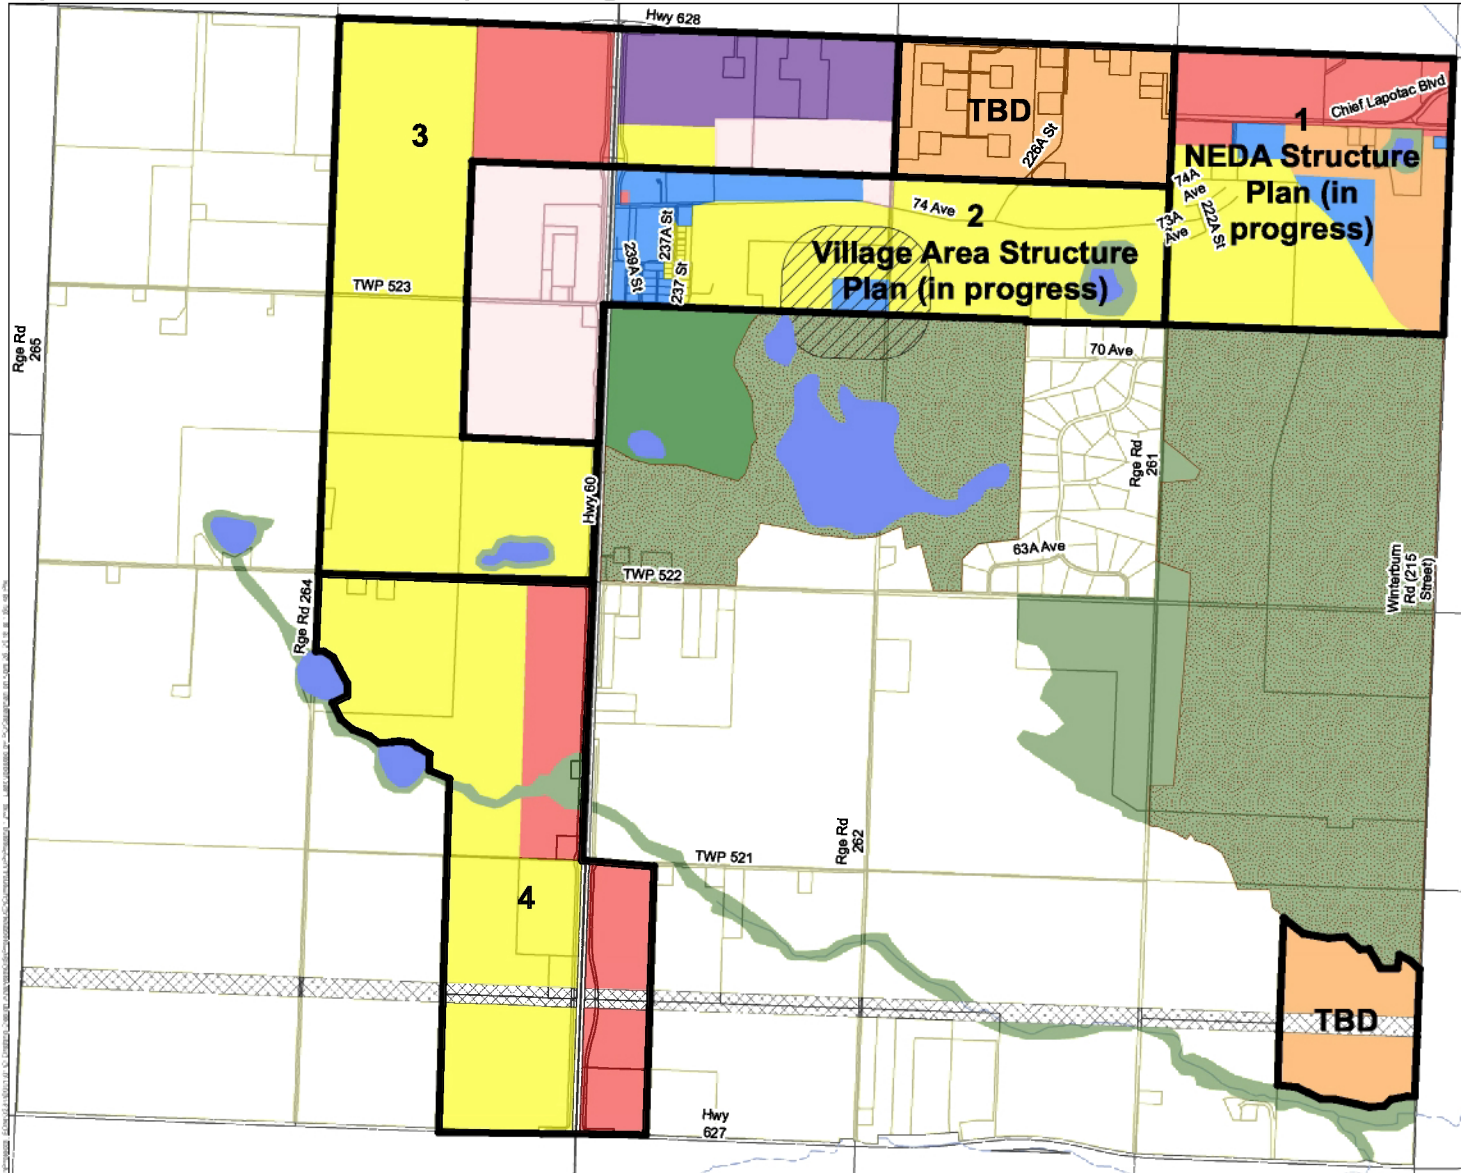 Hwy 628
Chief Lapotac Blvd
3
TBD
226A St
1
NEDA Structure
Plan (in
progress)
74A
Ave
222A St
73A
Ave
74 Ave
2
Village Area Structure
Plan (in progress)
237A St
239A St
237 St
TWP 523
Rge Rd
265
70 Ave
Rge Rd
261
Hwy 60
63A Ave
TWP 522
Winterburn
Rd (215
Street)
Rge Rd 264
Rge Rd
262
TWP 521
4
TBD
Hwy
627